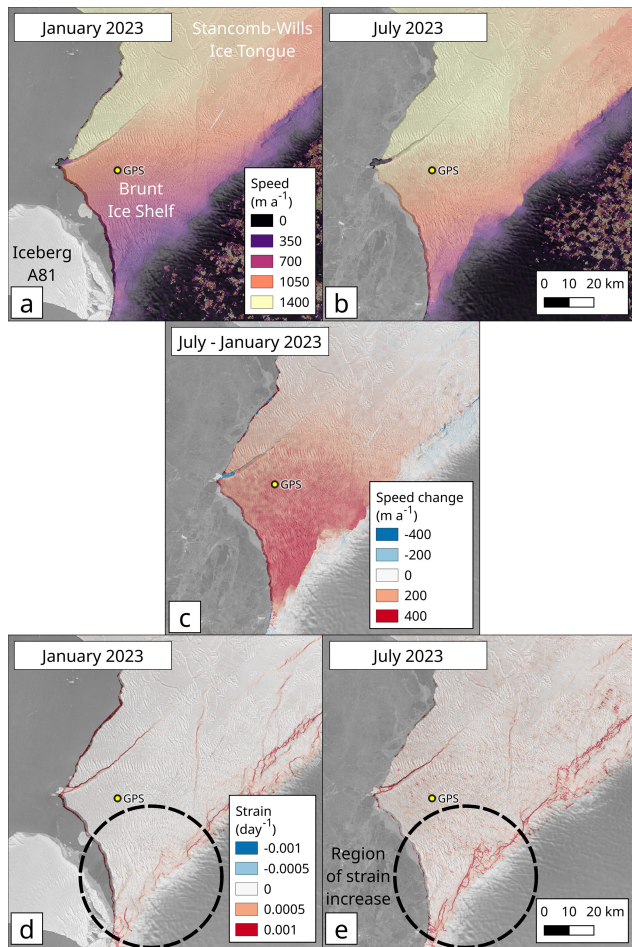 January 2023
Stancomb-Wills
Ice Tongue
GPS
Brunt
Ice Shelf
Iceberg
A81
Speed
(m a⁻¹)
0
350
700
1050
1400
a
July 2023
GPS
0 10 20 km
b
July - January 2023
GPS
Speed change
(m a⁻¹)
-400
-200
0
200
400
c
January 2023
GPS
Strain
(day⁻¹)
-0.001
-0.0005
0
0.0005
0.001
d
July 2023
GPS
Region
of strain
increase
0 10 20 km
e